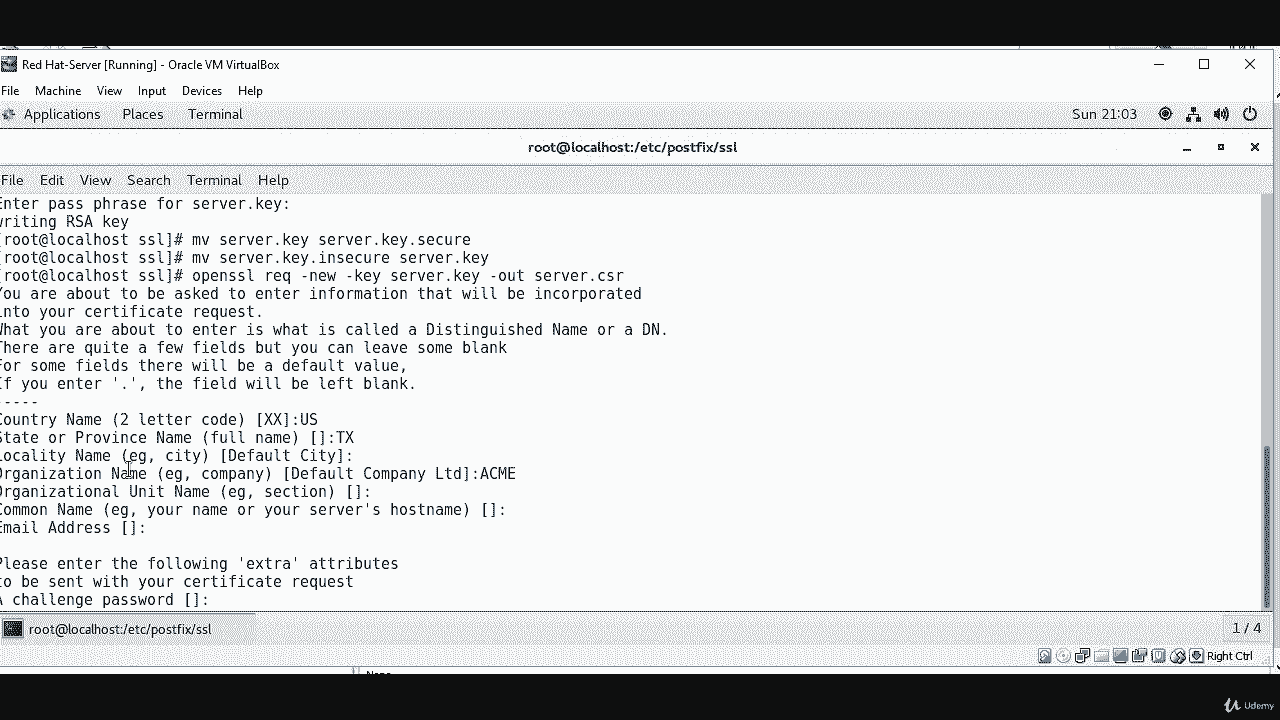 Red Hat-Server [Running] - Oracle VM VirtualBox
File Machine View Input Devices Help
Applications Places Terminal Sun 21:03
root@localhost:/etc/postfix/ssl
File Edit View Search Terminal Help
Enter pass phrase for server.key:
writing RSA key
[root@localhost ssl]# mv server.key server.key.secure
[root@localhost ssl]# mv server.key.insecure server.key
[root@localhost ssl]# openssl req -new -key server.key -out server.csr
You are about to be asked to enter information that will be incorporated
into your certificate request.
What you are about to enter is what is called a Distinguished Name or a DN.
There are quite a few fields but you can leave some blank
For some fields there will be a default value,
If you enter '.', the field will be left blank.
-----
Country Name (2 letter code) [XX]:US
State or Province Name (full name) []:TX
Locality Name (eg, city) [Default City]:
Organization Name (eg, company) [Default Company Ltd]:ACME
Organizational Unit Name (eg, section) []:
Common Name (eg, your name or your server's hostname) []:
Email Address []:
Please enter the following 'extra' attributes
to be sent with your certificate request
A challenge password []:
root@localhost:/etc/postfix/ssl 1 / 4
Right Ctrl
Udemy